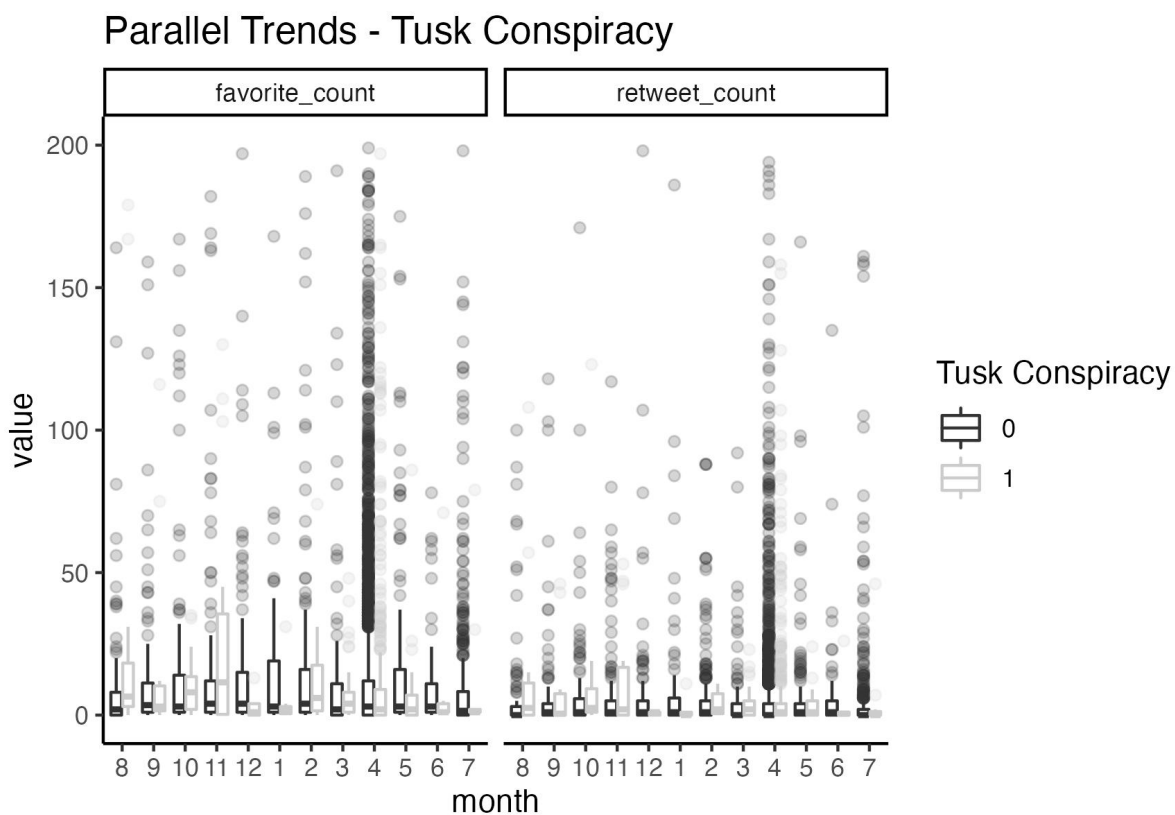 Parallel Trends - Tusk Conspiracy
favorite_count retweet_count
200
150
100
50
0
value
8 9 10 11 12 1 2 3 4 5 6 7 8 9 10 11 12 1 2 3 4 5 6 7
month
Tusk Conspiracy
0
1